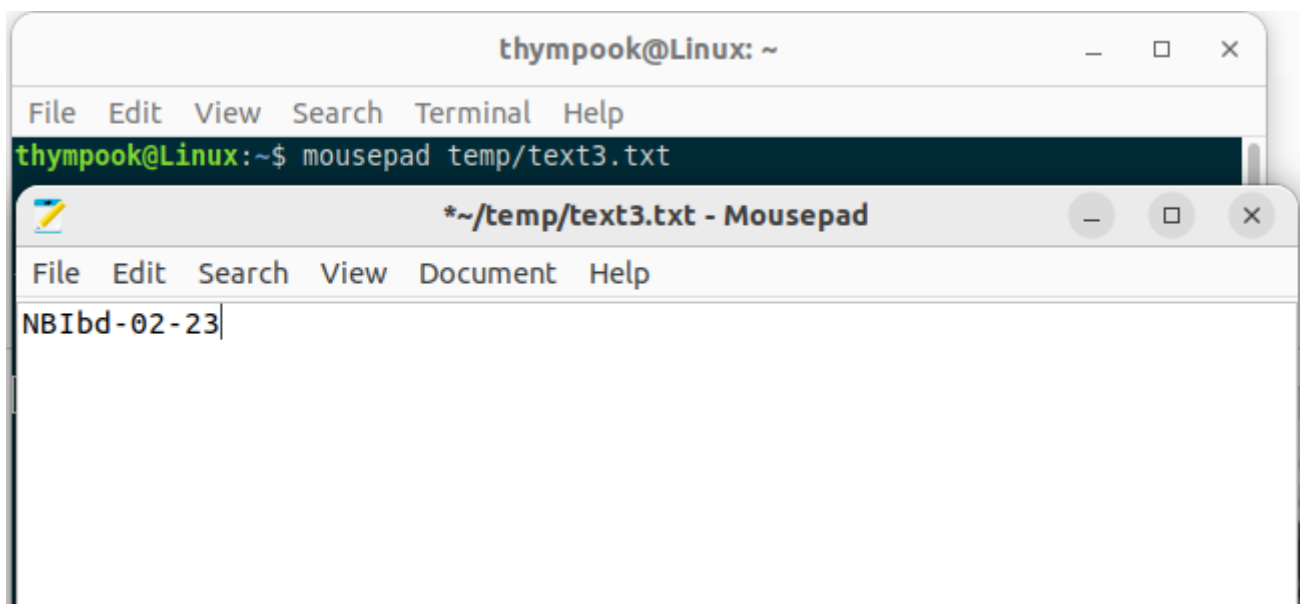 thympook@Linux: ~
File Edit View Search Terminal Help
thympook@Linux:~$ mousepad temp/text3.txt
*~/temp/text3.txt - Mousepad
File Edit Search View Document Help
NBIbd-02-23